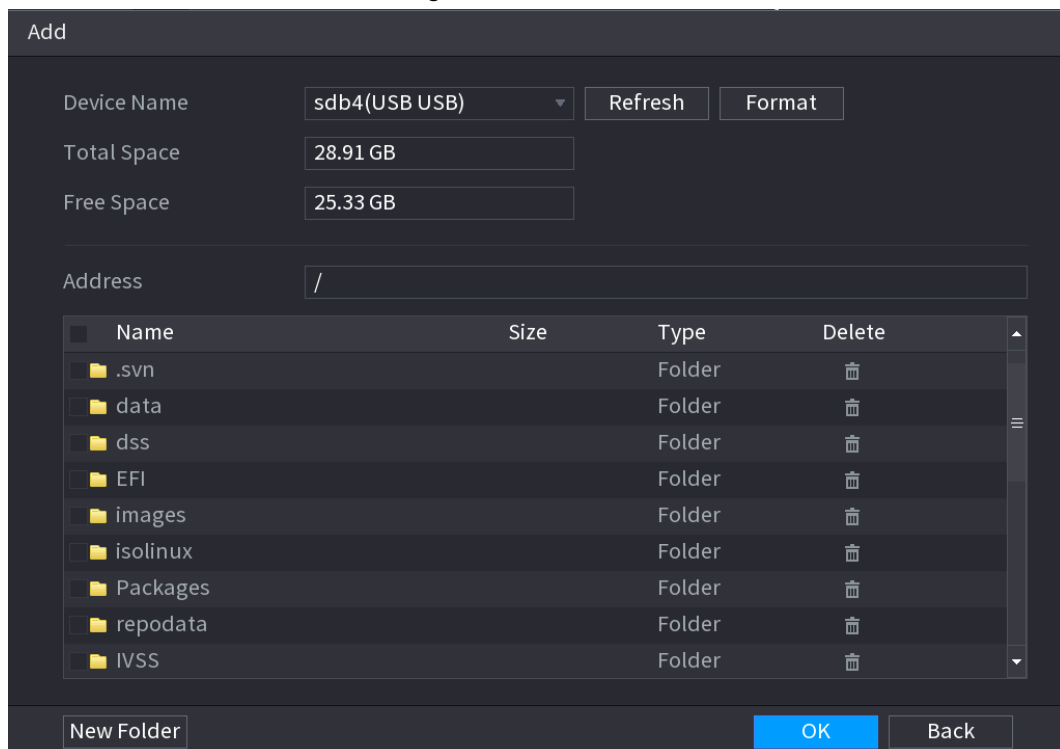 Add
Device Name sdb4(USB USB) Refresh Format
Total Space 28.91 GB
Free Space 25.33 GB
Address /
Name Size Type Delete
.svn Folder
data Folder
dss Folder
EFI Folder
images Folder
isolinux Folder
Packages Folder
repodata Folder
IVSS Folder
New Folder OK Back